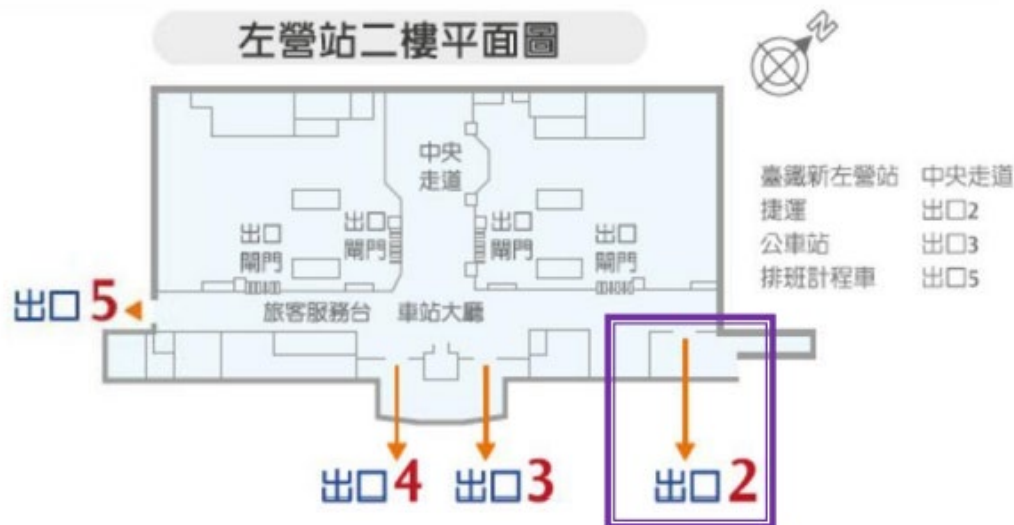 左營站二樓平面圖
N
中央
走道
臺鐵新左營站 中央走道
捷運 出口2
公車站 出口3
排班計程車 出口5
出口
閘門
出口
閘門
出口
閘門
出口
閘門
出口 5
旅客服務台 車站大廳
出口 4
出口 3
出口 2